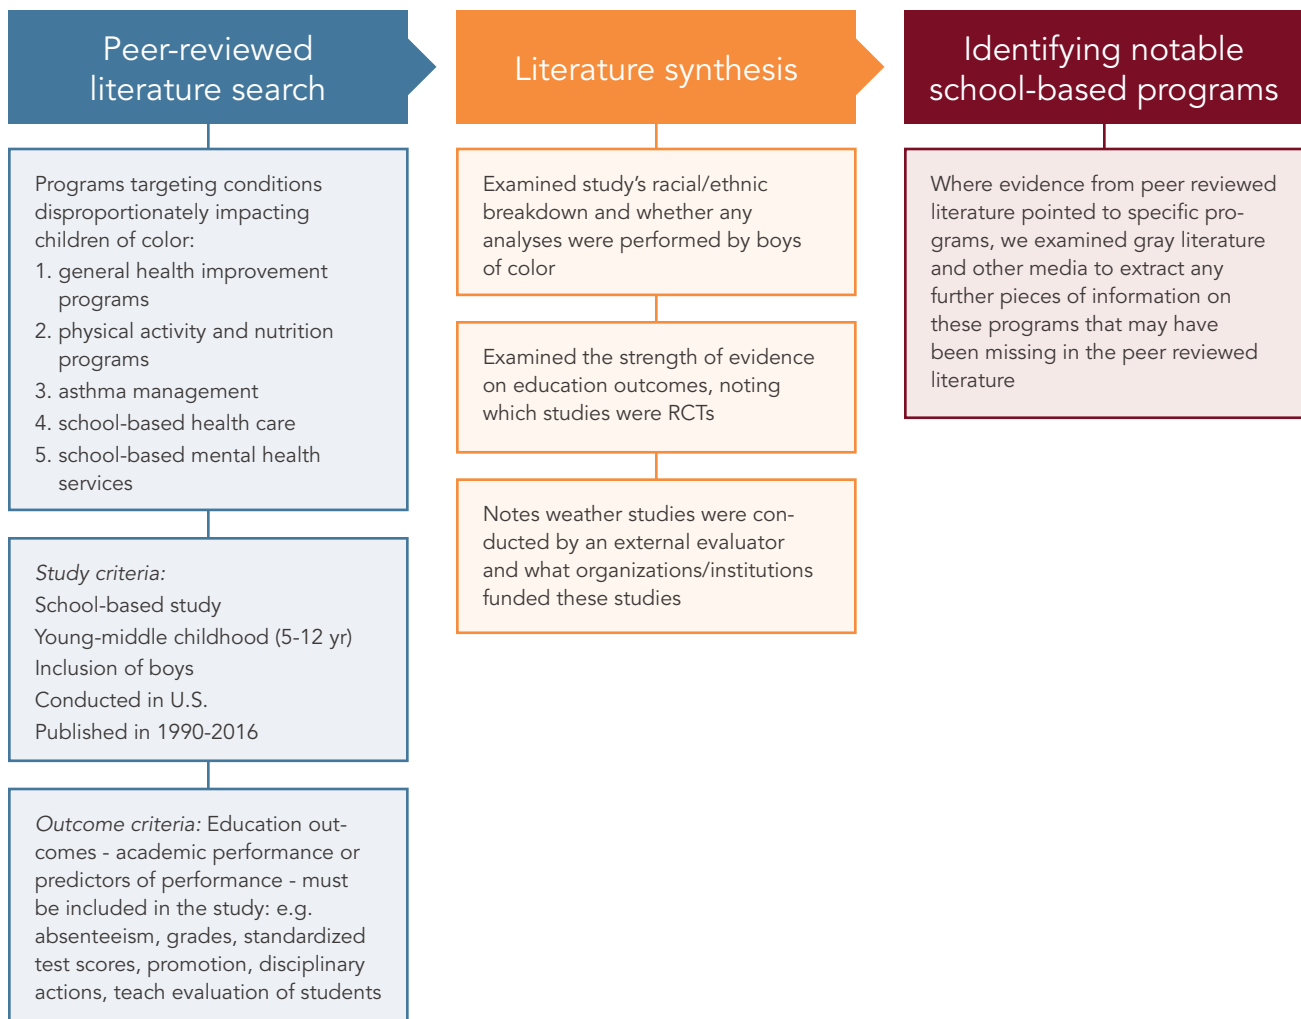 Peer-reviewed
literature search
Programs targeting conditions
disproportionately impacting
children of color:
1. general health improvement
programs
2. physical activity and nutrition
programs
3. asthma management
4. school-based health care
5. school-based mental health
services
Study criteria:
School-based study
Young-middle childhood (5-12 yr)
Inclusion of boys
Conducted in U.S.
Published in 1990-2016
Outcome criteria: Education out-
comes - academic performance or
predictors of performance - must
be included in the study: e.g.
absenteeism, grades, standardized
test scores, promotion, disciplinary
actions, teach evaluation of students
Literature synthesis
Examined study’s racial/ethnic
breakdown and whether any
analyses were performed by boys
of color
Examined the strength of evidence
on education outcomes, noting
which studies were RCTs
Notes weather studies were con-
ducted by an external evaluator
and what organizations/institutions
funded these studies
Identifying notable
school-based programs
Where evidence from peer reviewed
literature pointed to specific pro-
grams, we examined gray literature
and other media to extract any
further pieces of information on
these programs that may have
been missing in the peer reviewed
literature